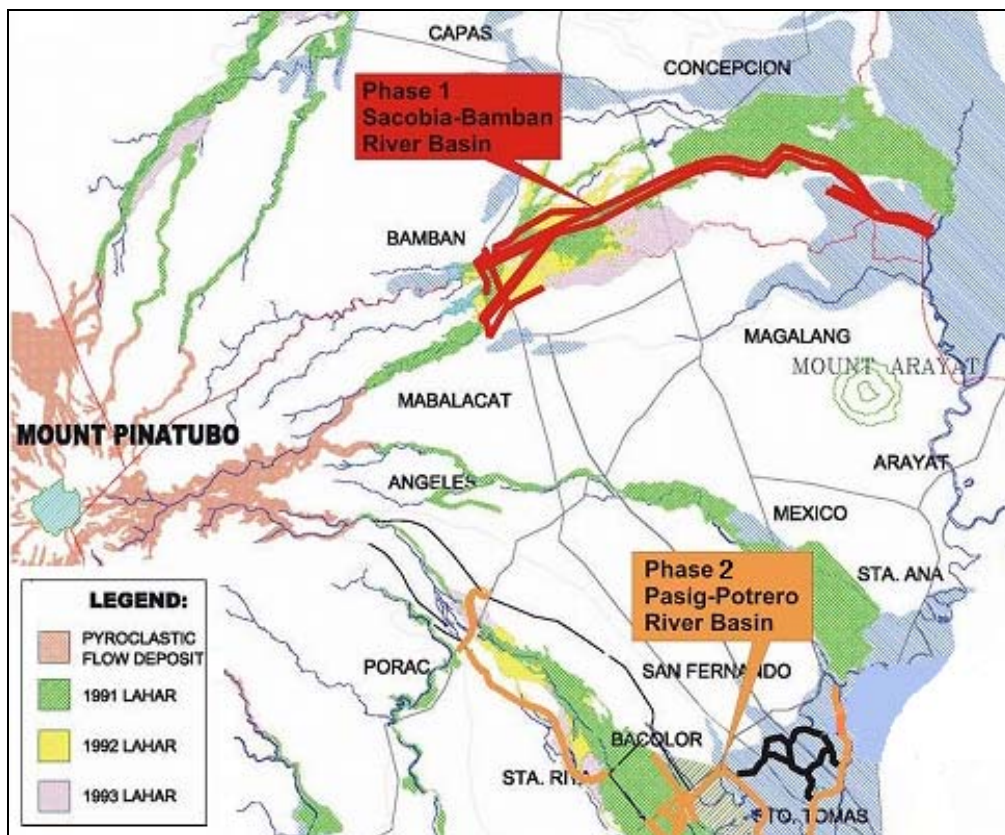 CAPAS
CONCEPCION
Phase 1
Sacobia-Bamban
River Basin
BAMBAN
MAGALANG
MOUNT ARAYAT
MABALACAT
MOUNT PINATUBO
ARAYAT
ANGELES
MEXICO
STA. ANA
Phase 2
Pasig-Potrero
River Basin
LEGEND:
PYROCLASTIC
FLOW DEPOSIT
1991 LAHAR
1992 LAHAR
1993 LAHAR
PORAC
SAN FERNANDO
BACOLOR
STA. RITA
STO. TOMAS